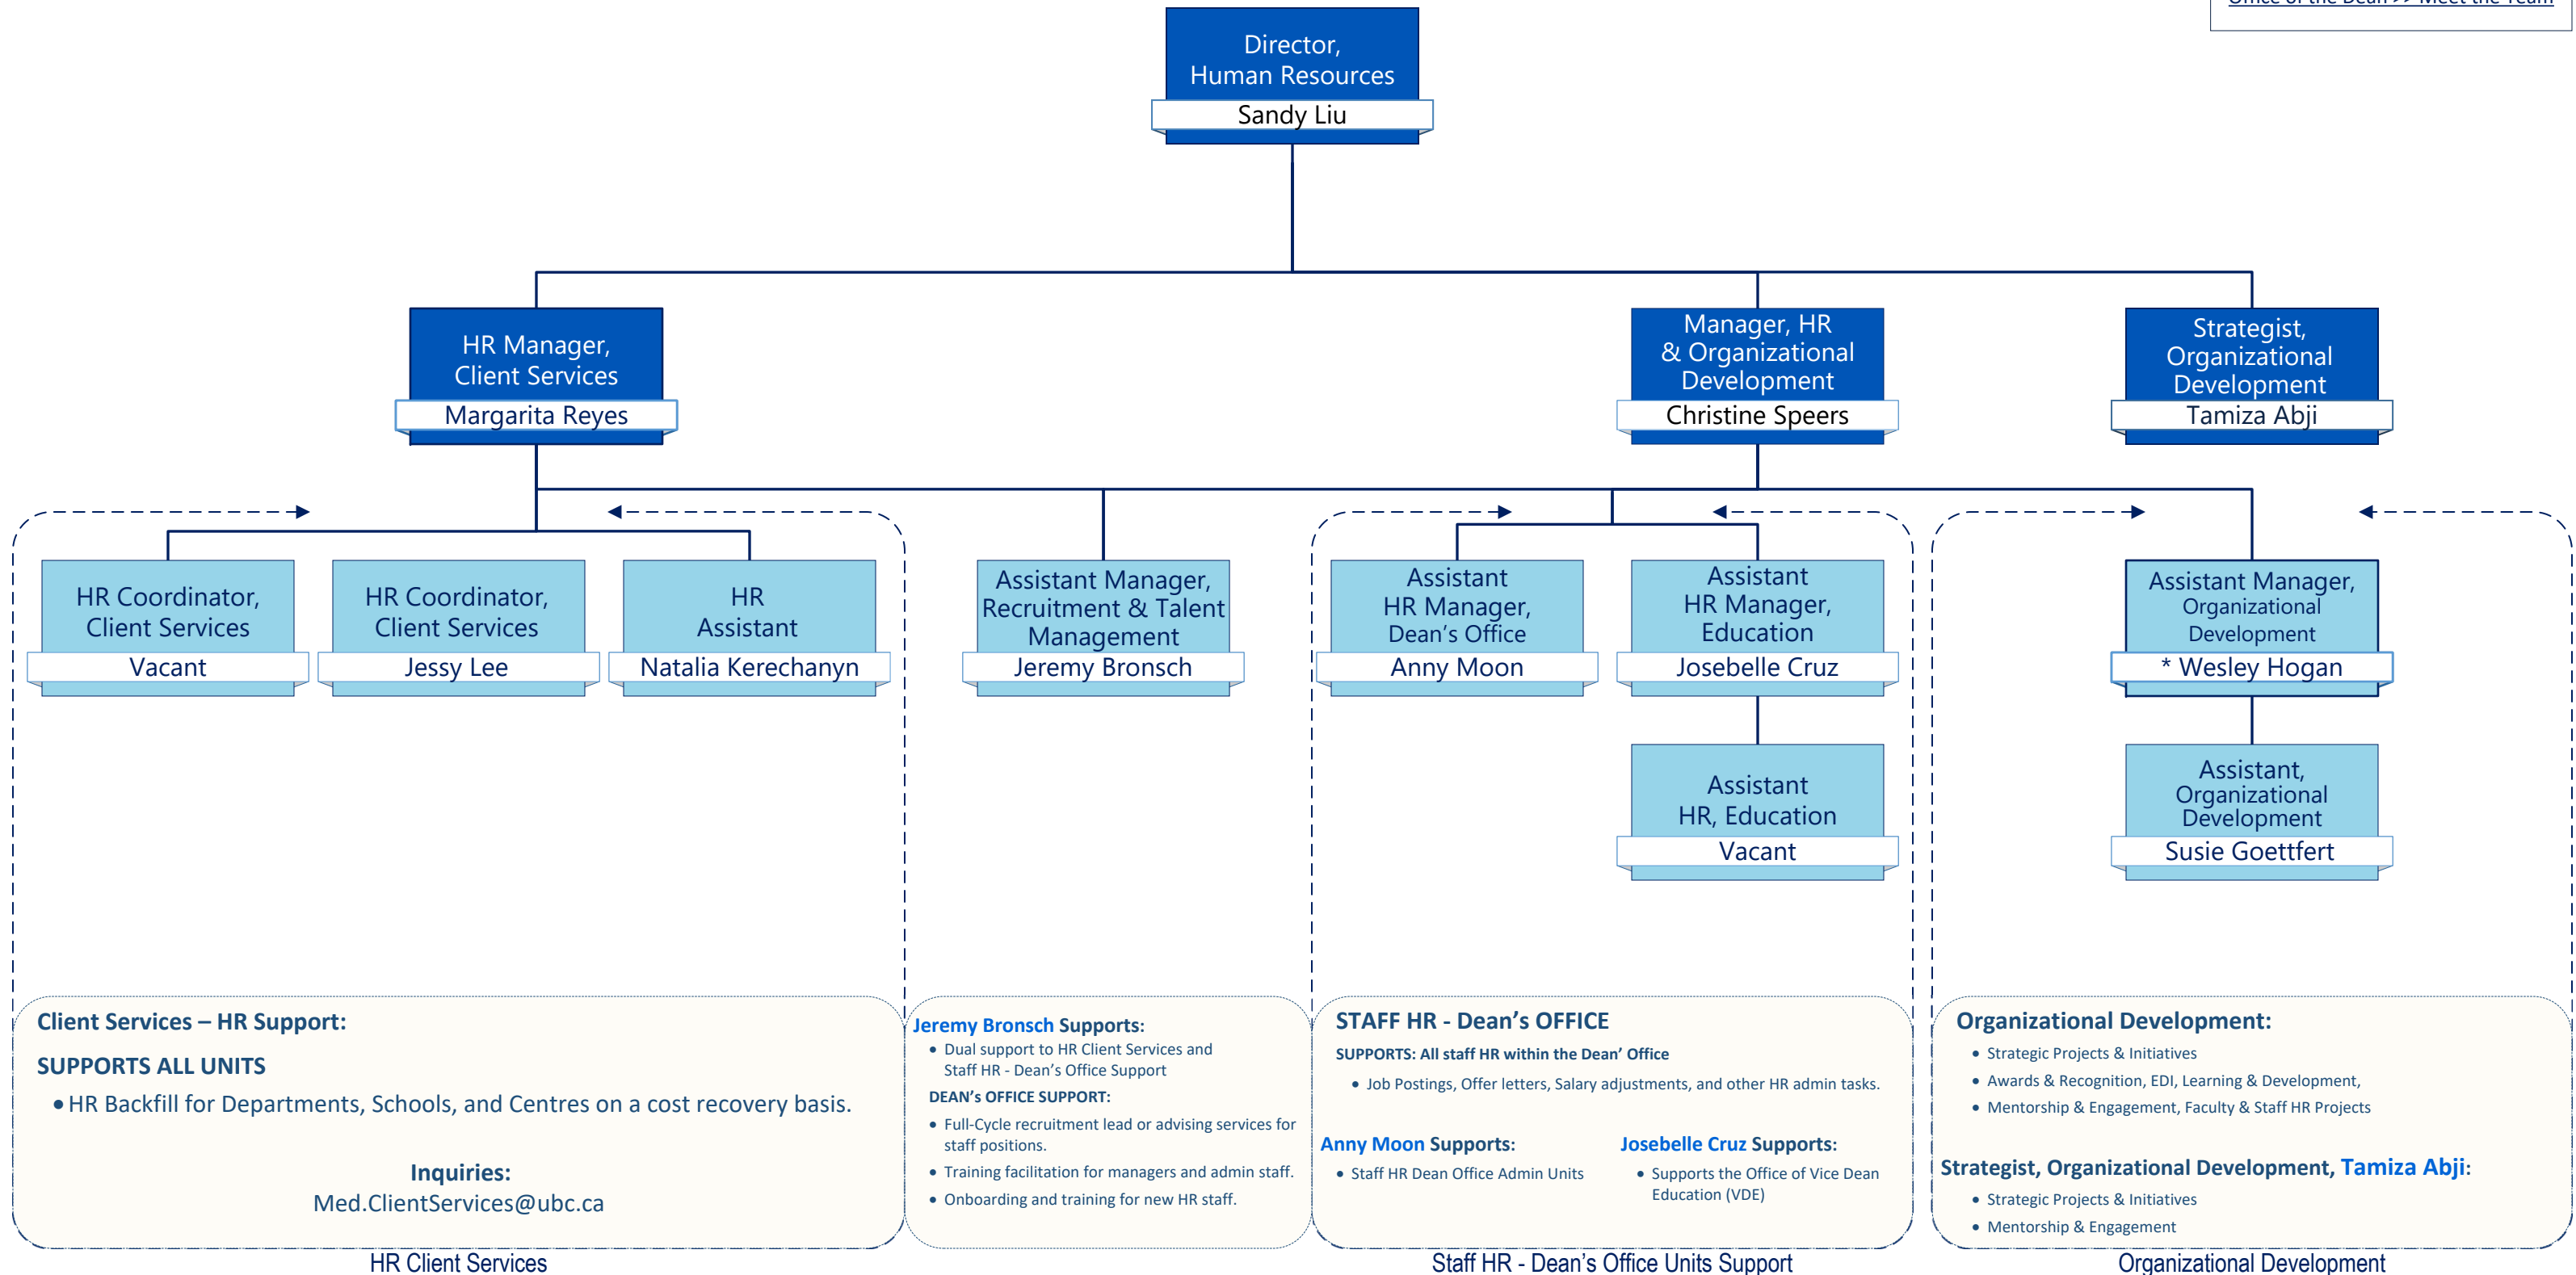 Office of the Dean >> Meet the Team
Director,
Human Resources
Sandy Liu
HR Manager,
Client Services
Margarita Reyes
Manager, HR
& Organizational
Development
Christine Speers
Strategist,
Organizational
Development
Tamiza Abji
HR Coordinator,
Client Services
Vacant
HR Coordinator,
Client Services
Jessy Lee
HR
Assistant
Natalia Kerechanyn
Assistant Manager,
Recruitment & Talent
Management
Jeremy Bronsch
Assistant
HR Manager,
Dean’s Office
Anny Moon
Assistant
HR Manager,
Education
Josebelle Cruz
Assistant Manager,
Organizational
Development
* Wesley Hogan
Assistant
HR, Education
Vacant
Assistant,
Organizational
Development
Susie Goettfert
Client Services – HR Support:
SUPPORTS ALL UNITS
• HR Backfill for Departments, Schools, and Centres on a cost recovery basis.
Inquiries:
Med.ClientServices@ubc.ca
Jeremy Bronsch Supports:
• Dual support to HR Client Services and
Staff HR - Dean’s Office Support
DEAN’s OFFICE SUPPORT:
• Full-Cycle recruitment lead or advising services for
staff positions.
• Training facilitation for managers and admin staff.
• Onboarding and training for new HR staff.
STAFF HR - Dean’s OFFICE
SUPPORTS: All staff HR within the Dean’ Office
• Job Postings, Offer letters, Salary adjustments, and other HR admin tasks.
Anny Moon Supports:
• Staff HR Dean Office Admin Units
Josebelle Cruz Supports:
• Supports the Office of Vice Dean
Education (VDE)
Organizational Development:
• Strategic Projects & Initiatives
• Awards & Recognition, EDI, Learning & Development,
• Mentorship & Engagement, Faculty & Staff HR Projects
Strategist, Organizational Development, Tamiza Abji:
• Strategic Projects & Initiatives
• Mentorship & Engagement
HR Client Services
Staff HR - Dean’s Office Units Support
Organizational Development